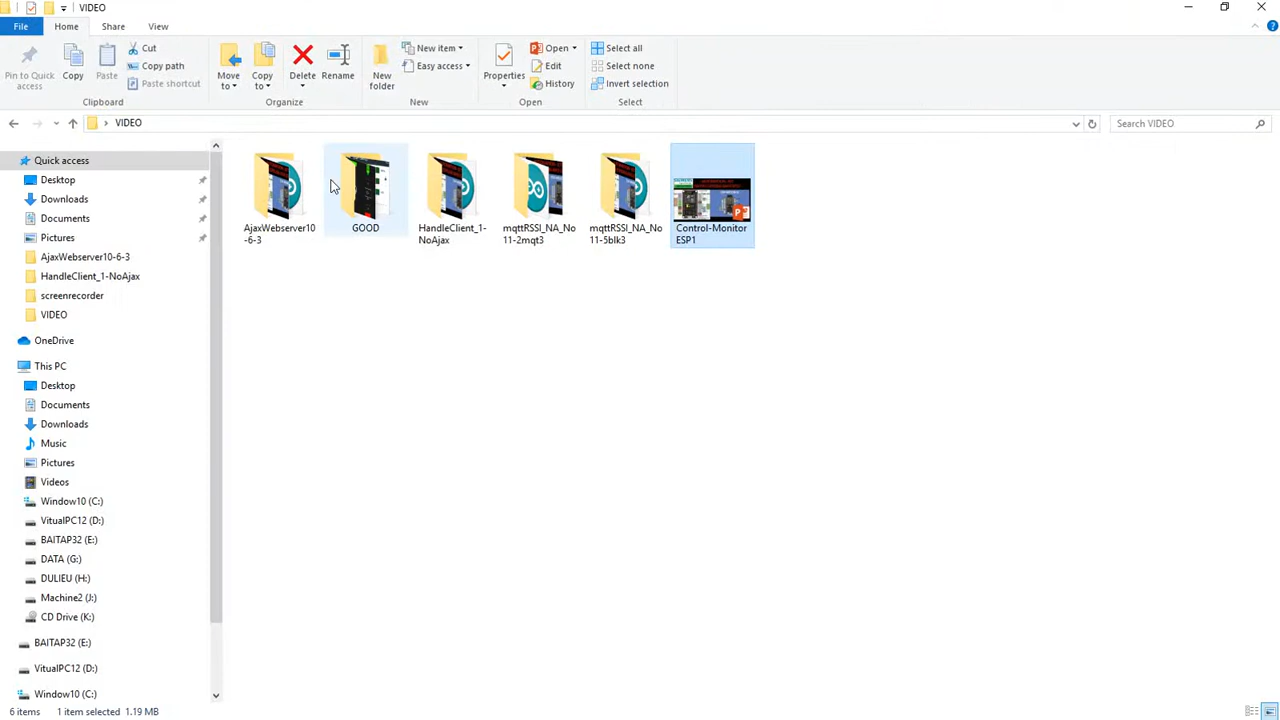 VIDEO
File Home Share View
Pin to Quick access
Copy
Paste
Cut
Copy path
Paste shortcut
Clipboard
Move to
Copy to
Delete
Rename
Organize
New folder
New item
Easy access
New
Properties
Open
Edit
History
Open
Select all
Select none
Invert selection
Select
VIDEO
Search VIDEO
Quick access
Desktop
Downloads
Documents
Pictures
AjaxWebserver10-6-3
HandleClient_1-NoAjax
screenrecorder
VIDEO
OneDrive
This PC
Desktop
Documents
Downloads
Music
Pictures
Videos
Window10 (C:)
VitualPC12 (D:)
BAITAP32 (E:)
DATA (G:)
DULIEU (H:)
Machine2 (J:)
CD Drive (K:)
BAITAP32 (E:)
VitualPC12 (D:)
Window10 (C:)
AjaxWebserver10
-6-3
GOOD
HandleClient_1-
NoAjax
mqttRSSI_NA_No
11-2mqt3
mqttRSSI_NA_No
11-5blk3
Control-Monitor
ESP1
6 items 1 item selected 1.19 MB